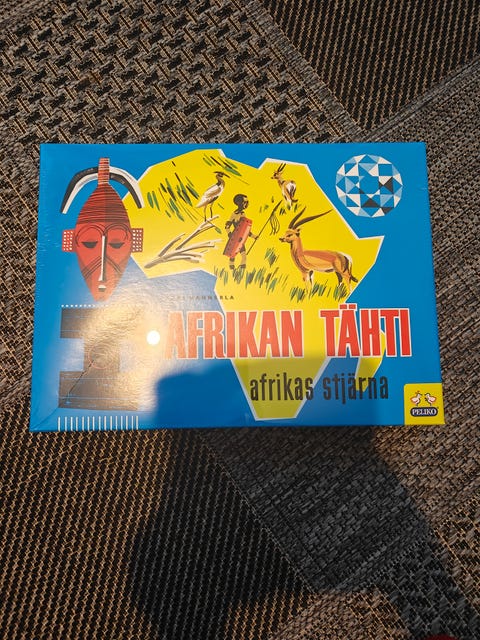 AFRIKAN TÄHTI
afrikas stjärna
PELIKO